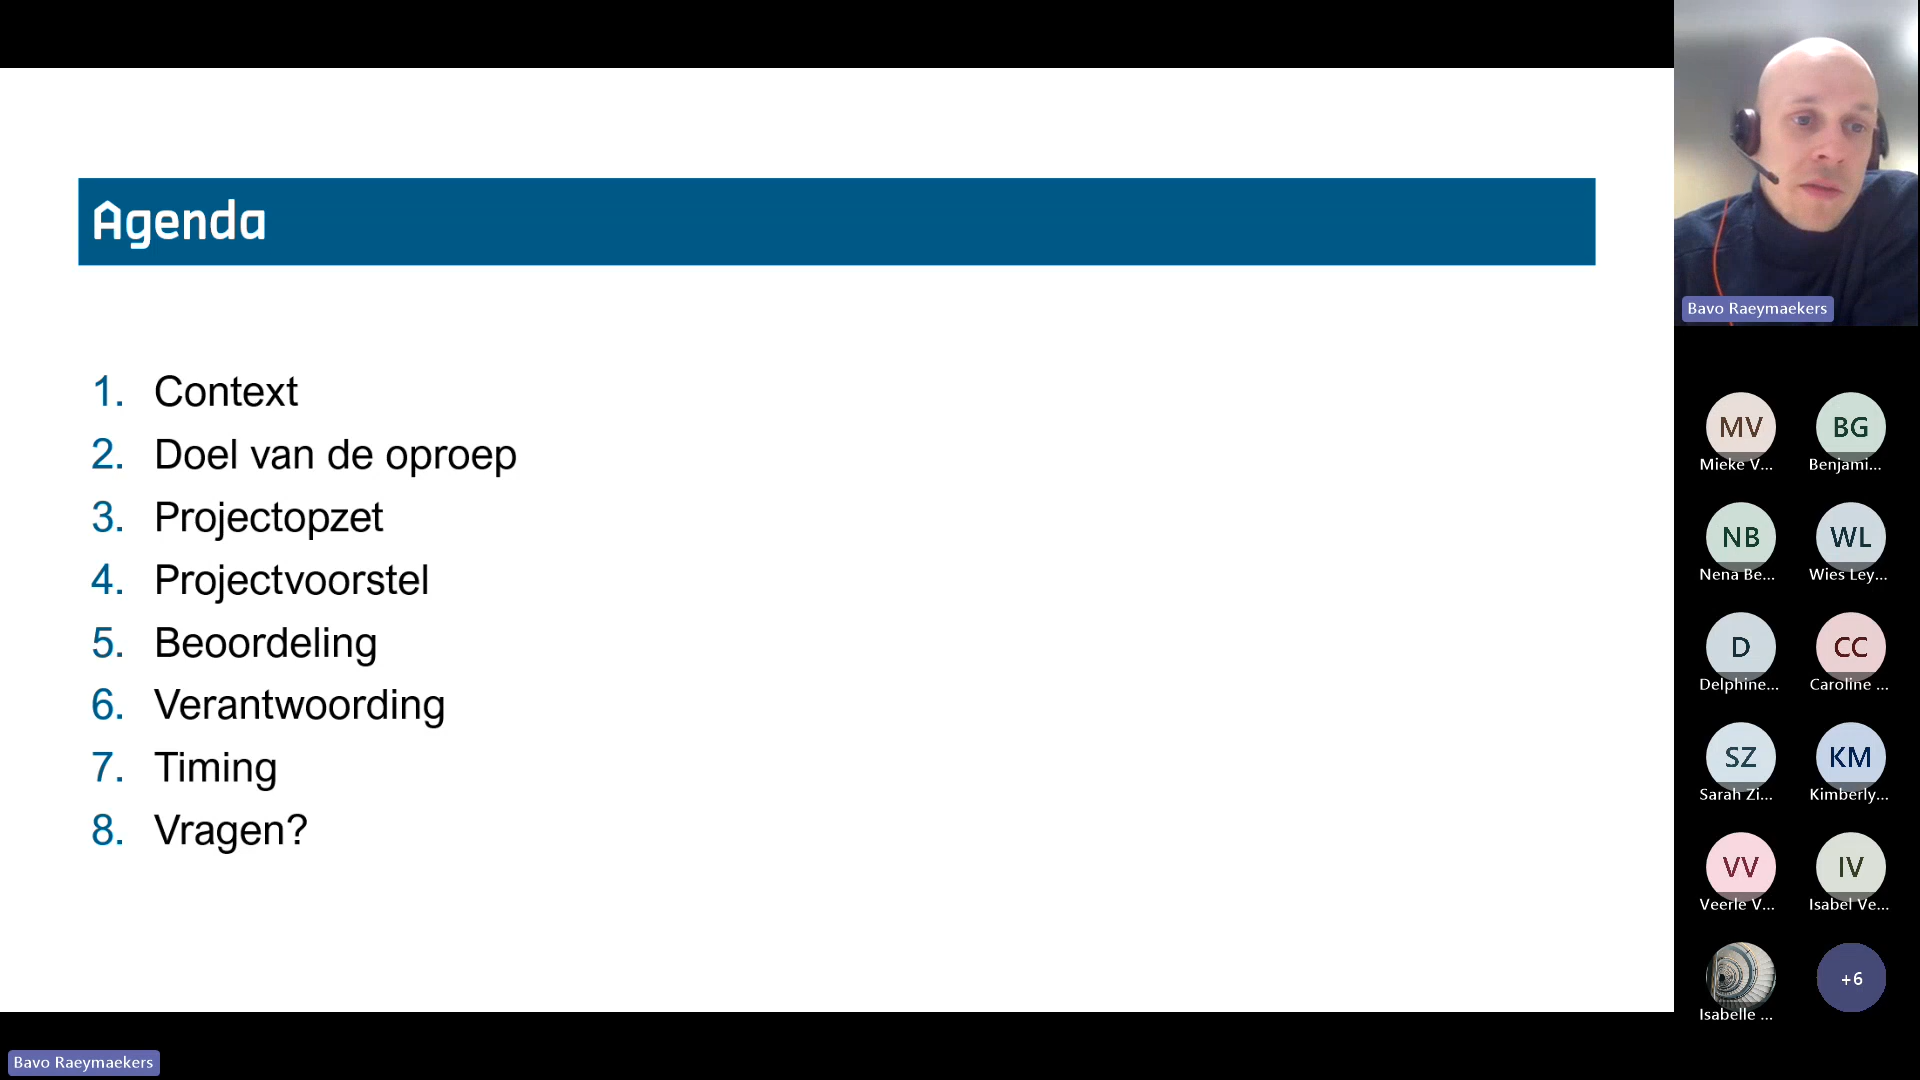 Agenda
1. Context
2. Doel van de oproep
3. Projectopzet
4. Projectvoorstel
5. Beoordeling
6. Verantwoording
7. Timing
8. Vragen?
Bavo Raeymaekers
MV BG
Mieke V... Benjami...
NB WL
Nena Be... Wies Ley...
D CC
Delphine... Caroline ...
SZ KM
Sarah Zi... Kimberly...
VV IV
Veerle V... Isabel Ve...
+6
Isabelle ...
Bavo Raeymaekers